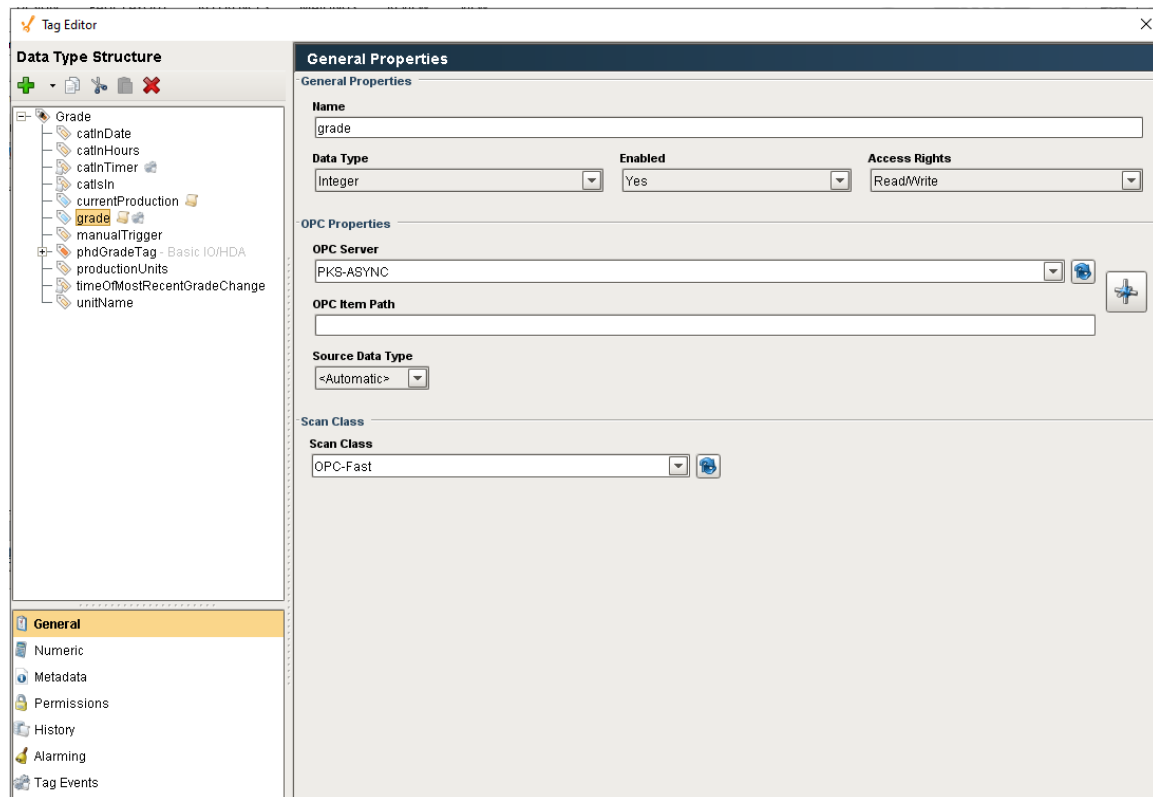 Tag Editor
Data Type Structure
Grade
catInDate
catInHours
catInTimer
catIsIn
currentProduction
grade
manualTrigger
phdGradeTag - Basic IO/HDA
productionUnits
timeOfMostRecentGradeChange
unitName
General
Numeric
Metadata
Permissions
History
Alarming
Tag Events
General Properties
General Properties
Name
grade
Data Type Enabled Access Rights
Integer Yes Read/Write
OPC Properties
OPC Server
PKS-ASYNC
OPC Item Path
Source Data Type
<Automatic>
Scan Class
Scan Class
OPC-Fast